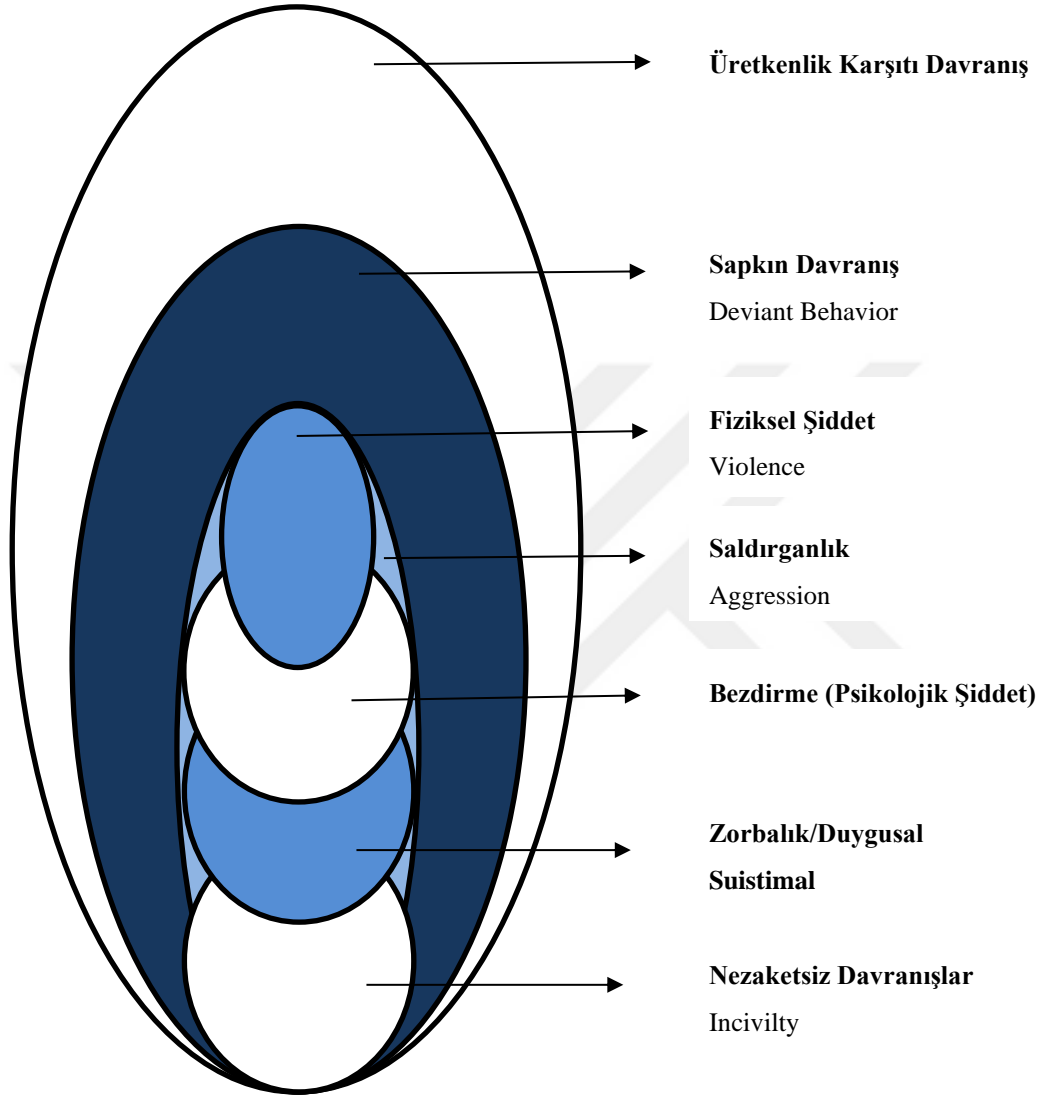 Üretkenlik Karşıtı Davranış
Sapkın Davranış
Deviant Behavior
Fiziksel Şiddet
Violence
Saldırganlık
Aggression
Bezdirme (Psikolojik Şiddet)
Zorbalık/Duygusal
Suistimal
Nezaketsiz Davranışlar
Incivilty